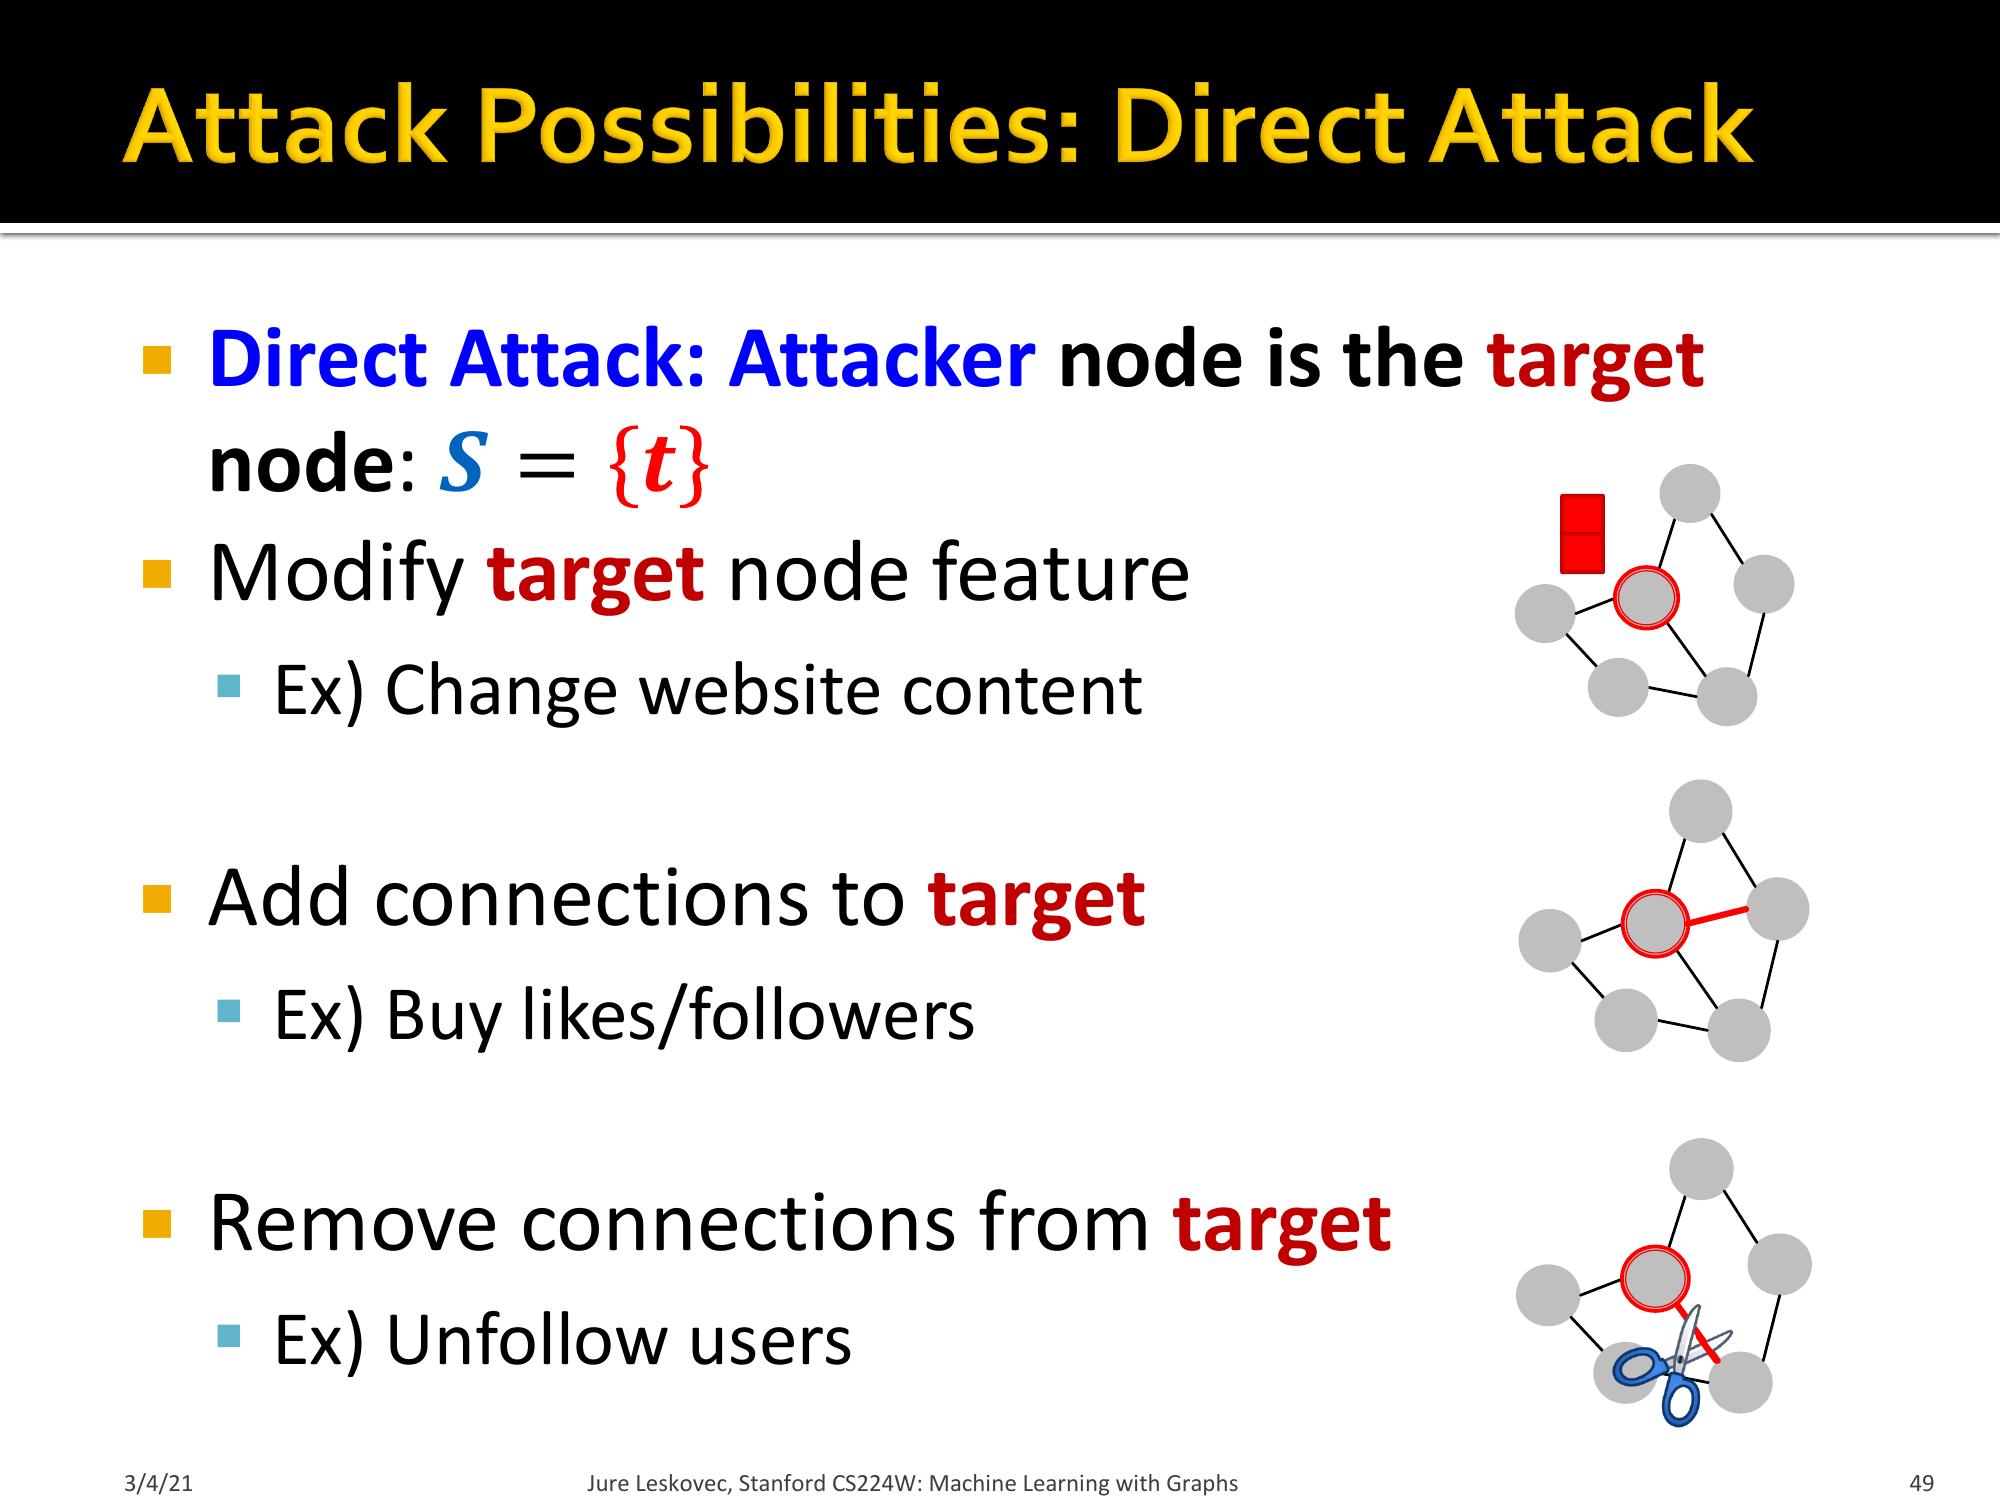 Attack Possibilities: Direct Attack
Direct Attack: Attacker node is the target
node: S = {t}
Modify target node feature
Ex) Change website content
Add connections to target
Ex) Buy likes/followers
Remove connections from target
Ex) Unfollow users
3/4/21
Jure Leskovec, Stanford CS224W: Machine Learning with Graphs
49